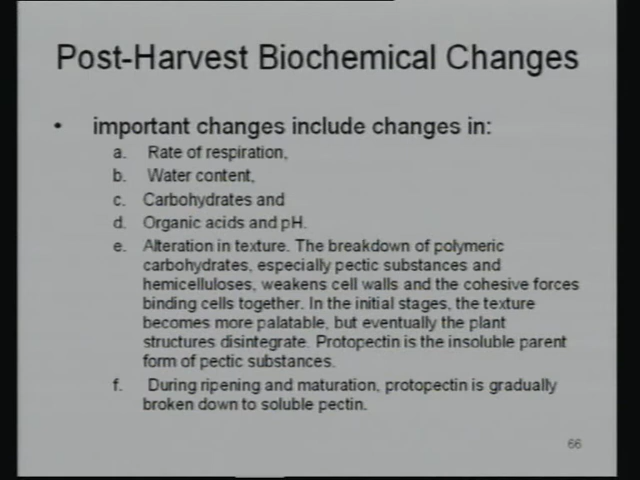 Post-Harvest Biochemical Changes
• important changes include changes in:
a. Rate of respiration,
b. Water content,
c. Carbohydrates and
d. Organic acids and pH.
e. Alteration in texture. The breakdown of polymeric
carbohydrates, especially pectic substances and
hemicelluloses, weakens cell walls and the cohesive forces
binding cells together. In the initial stages, the texture
becomes more palatable, but eventually the plant
structures disintegrate. Protopectin is the insoluble parent
form of pectic substances.
f. During ripening and maturation, protopectin is gradually
broken down to soluble pectin.
66